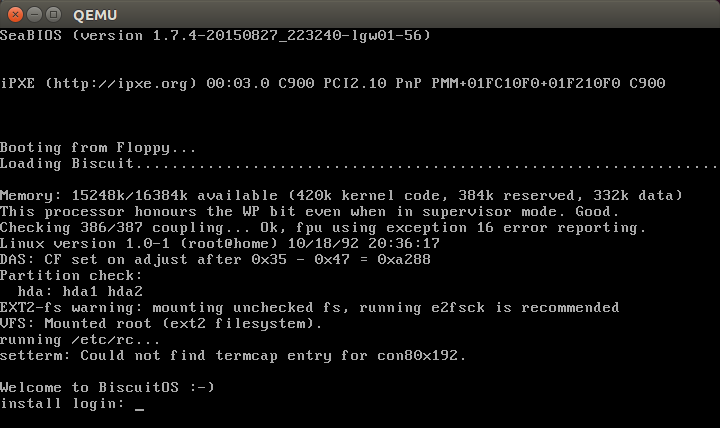 QEMU
SeaBIOS (version 1.7.4-20150827_223240-lgw01-56)
iPXE (http://ipxe.org) 00:03.0 C900 PCI2.10 PnP PMM+01FC10F0+01F210F0 C900
Booting from Floppy...
Loading Biscuit.................................................................
Memory: 15248k/16384k available (420k kernel code, 384k reserved, 332k data)
This processor honours the WP bit even when in supervisor mode. Good.
Checking 386/387 coupling... Ok, fpu using exception 16 error reporting.
Linux version 1.0-1 (root@home) 10/18/92 20:36:17
DAS: CF set on adjust after 0x35 - 0x47 = 0xa288
Partition check:
hda: hda1 hda2
EXT2-fs warning: mounting unchecked fs, running e2fsck is recommended
VFS: Mounted root (ext2 filesystem).
running /etc/rc...
setterm: Could not find termcap entry for con80x192.
Welcome to BiscuitOS :-)
install login: _